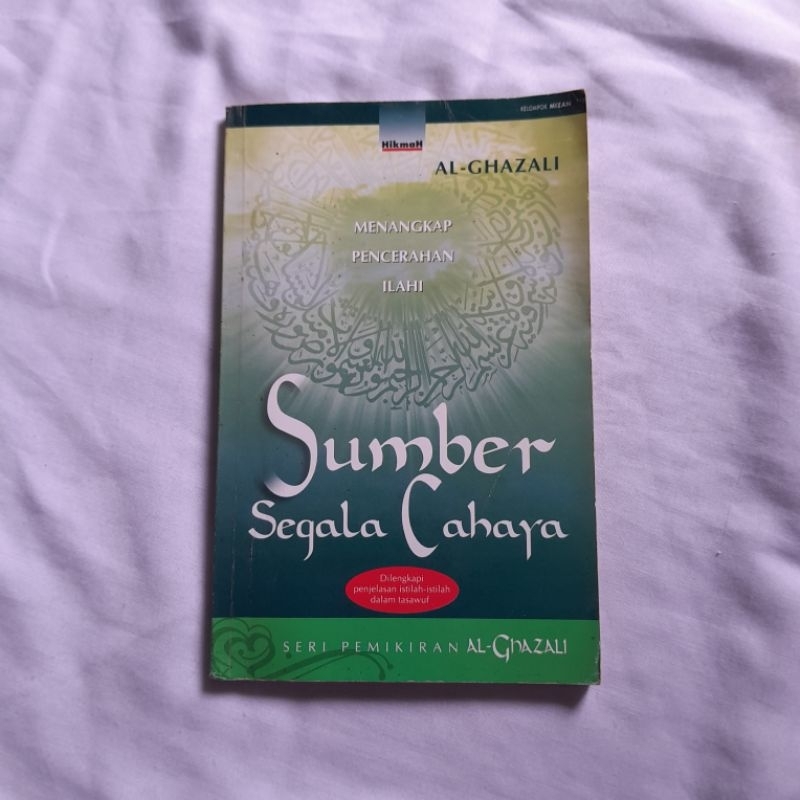 KELOMPOK MIZAN
HikmaH
AL-GHAZALI
MENANGKAP
PENCERAHAN
ILAHI
Sumber
Segala Cahaya
Dilengkapi
penjelasan istilah-istilah
dalam tasawuf
SERI PEMIKIRAN AL-GhAZALI